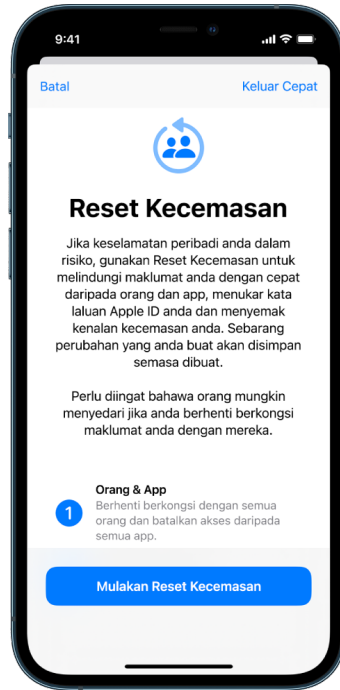 9:41
Batal Keluar Cepat
Reset Kecemasan
Jika keselamatan peribadi anda dalam
risiko, gunakan Reset Kecemasan untuk
melindungi maklumat anda dengan cepat
daripada orang dan app, menukar kata
laluan Apple ID anda dan menyemak
kenalan kecemasan anda. Sebarang
perubahan yang anda buat akan disimpan
semasa dibuat.
Perlu diingat bahawa orang mungkin
menyedari jika anda berhenti berkongsi
maklumat anda dengan mereka.
1 Orang & App
Berhenti berkongsi dengan semua
orang dan batalkan akses daripada
semua app.
Mulakan Reset Kecemasan